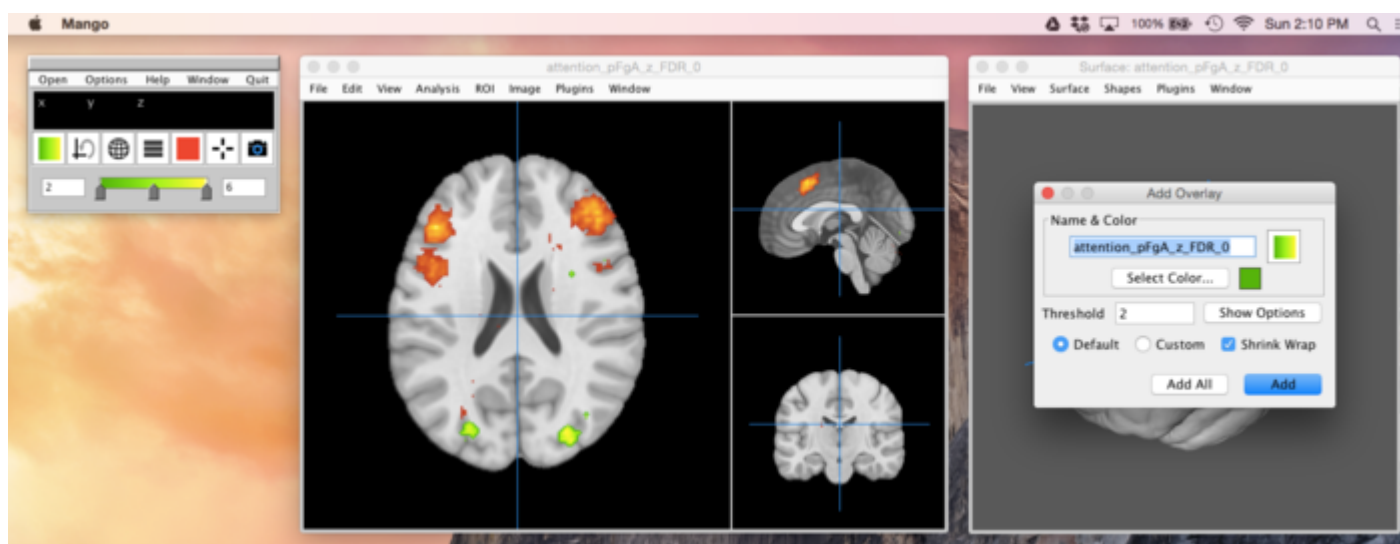 Mango 100% Sun 2:10 PM
Open Options Help Window Quit
x y z
2 6
attention_pFgA_z_FDR_0
File Edit View Analysis ROI Image Plugins Window
Surface: attention_pFgA_z_FDR_0
File View Surface Shapes Plugins Window
Add Overlay
Name & Color
attention_pFgA_z_FDR_0
Select Color...
Threshold 2 Show Options
Default Custom Shrink Wrap
Add All Add